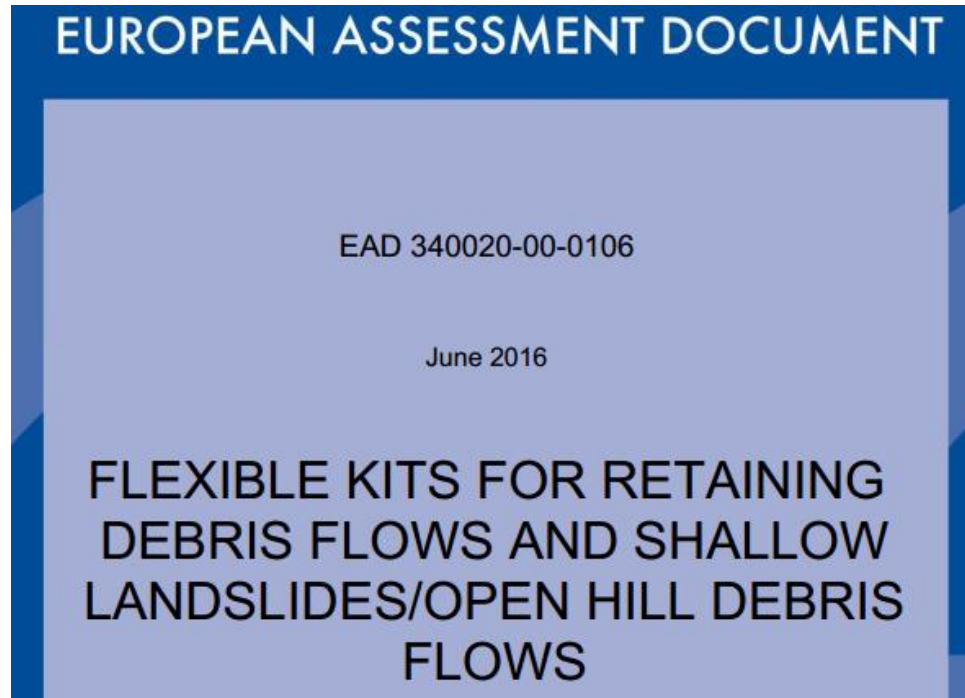 EUROPEAN ASSESSMENT DOCUMENT
EAD 340020-00-0106
June 2016
FLEXIBLE KITS FOR RETAINING
DEBRIS FLOWS AND SHALLOW
LANDSLIDES/OPEN HILL DEBRIS
FLOWS